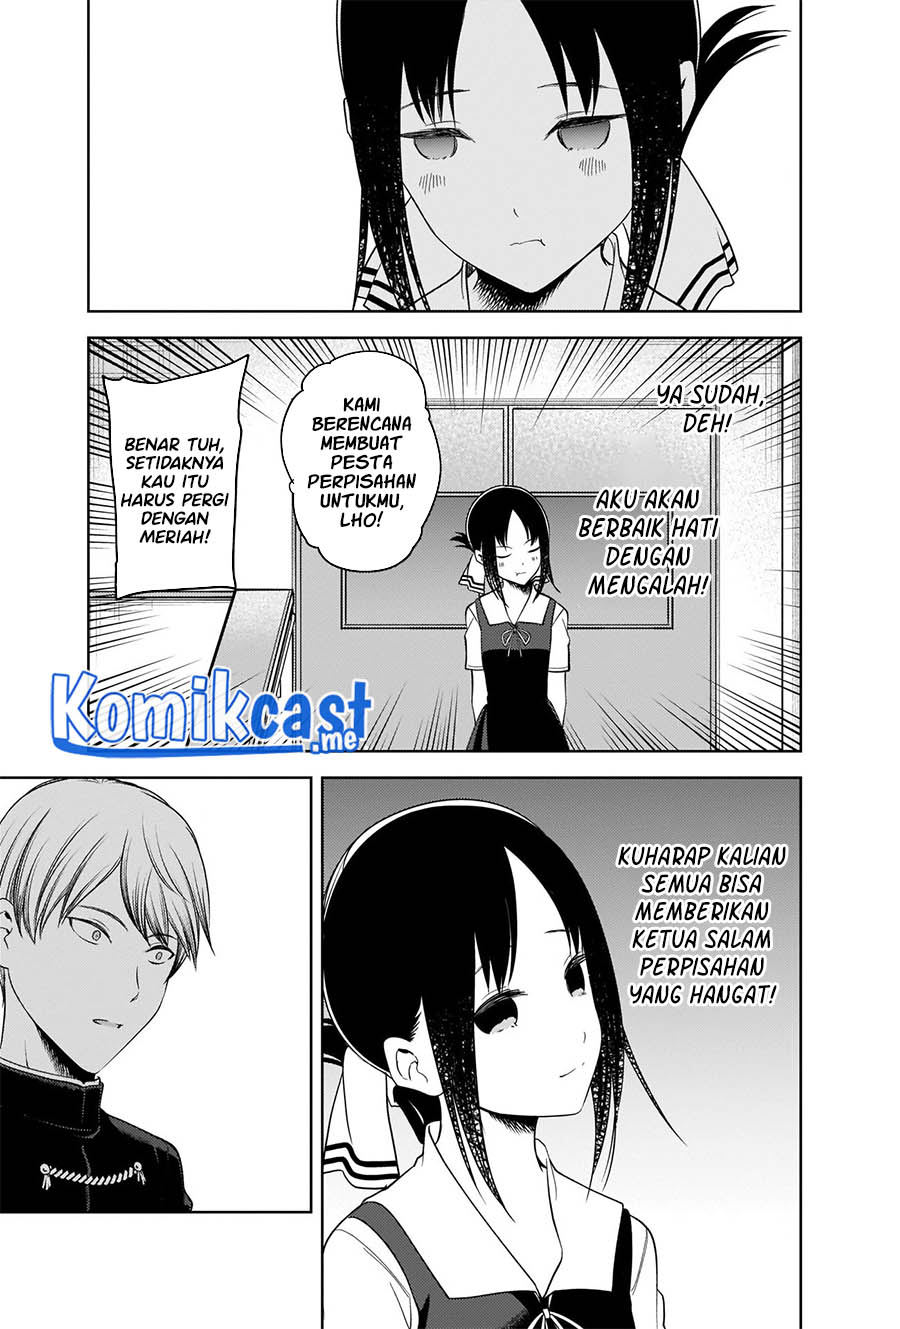 YA SUDAH,
DEH!
AKU AKAN
BERBAIK HATI
DENGAN
MENGALAH!
KAMI
BERENCANA
MEMBUAT
PESTA
PERPISAHAN
UNTUKMU,
LHO!
BENAR TUH,
SETIDAKNYA
KAU ITU
HARUS PERGI
DENGAN
MERIAH!
Komikcast
.me
KUHARAP KALIAN
SEMUA BISA
MEMBERIKAN
KETUA SALAM
PERPISAHAN
YANG HANGAT!